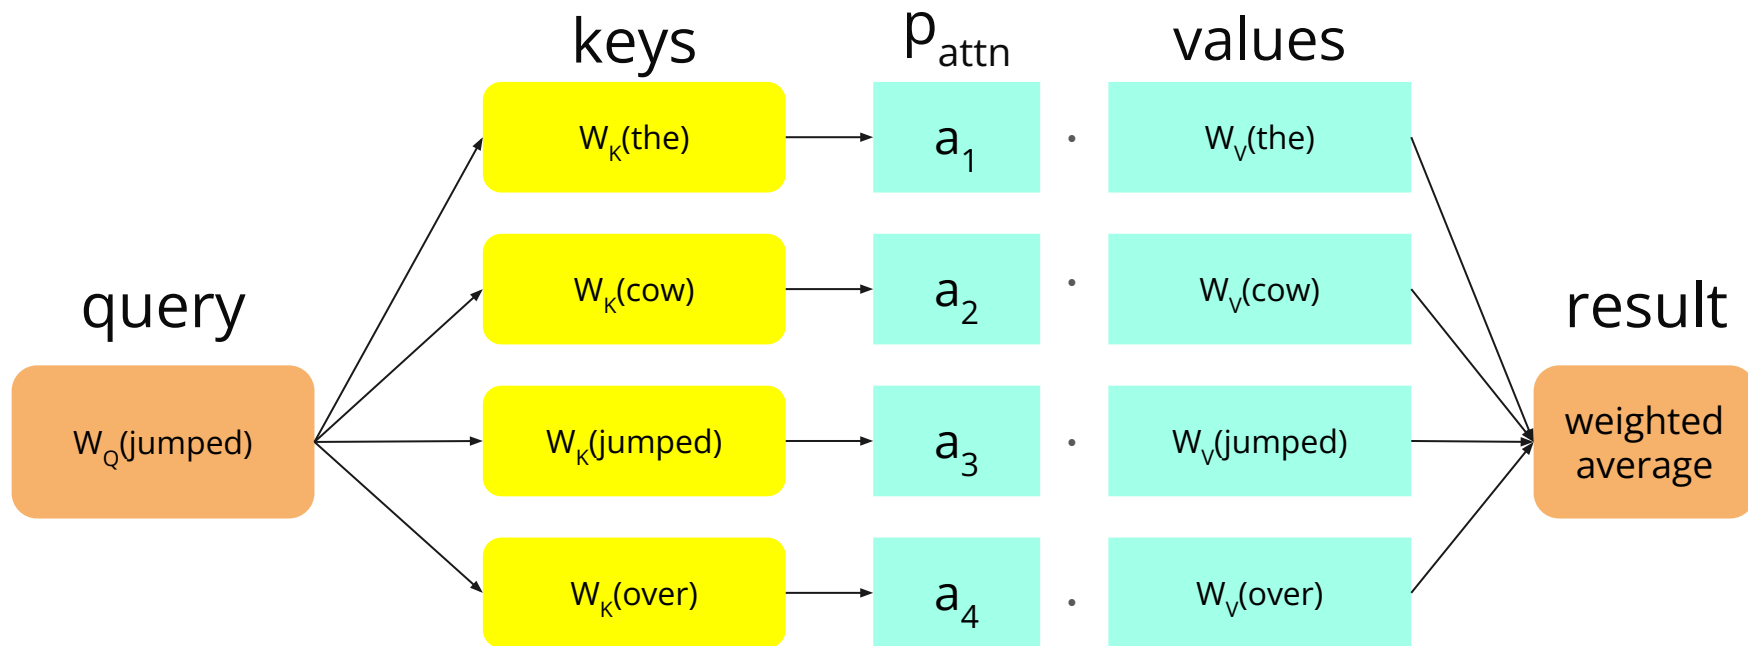 keys
p_attn
values
W_K(the)
a_1
·
W_V(the)
W_K(cow)
a_2
·
W_V(cow)
query
result
W_Q(jumped)
W_K(jumped)
a_3
·
W_V(jumped)
weighted
average
W_K(over)
a_4
·
W_V(over)